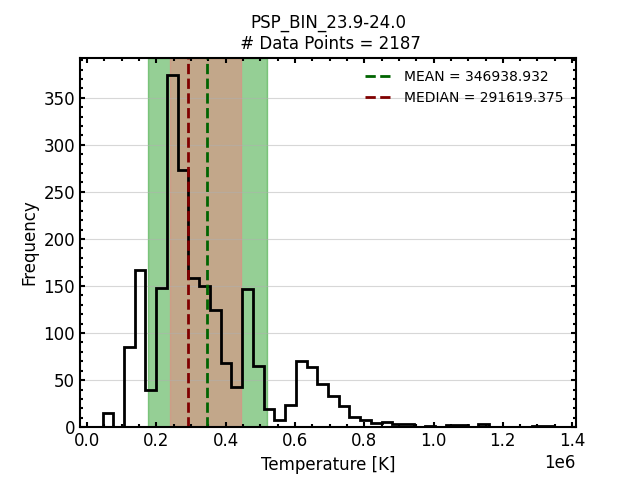 PSP_BIN_23.9-24.0
# Data Points = 2187
MEAN = 346938.932
MEDIAN = 291619.375
Frequency
350
300
250
200
150
100
50
0
0.0 0.2 0.4 0.6 0.8 1.0 1.2 1.4
1e6
Temperature [K]